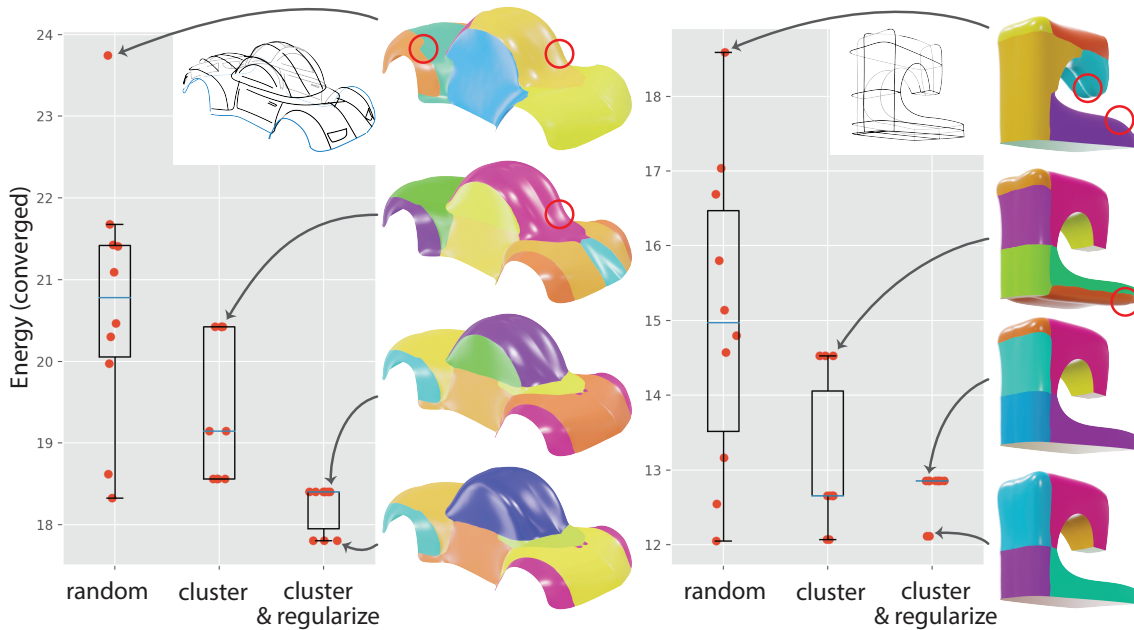 Energy (converged)
24
23
22
21
20
19
18
random
cluster
cluster
& regularize
18
17
16
15
14
13
12
random
cluster
cluster
& regularize